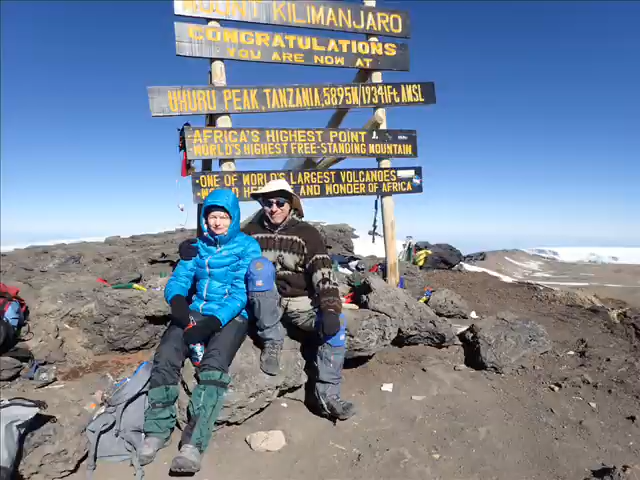 MOUNT KILIMANJARO
CONGRATULATIONS
YOU ARE NOW AT
UHURU PEAK, TANZANIA, 5895M/19341Ft AMSL
AFRICA'S HIGHEST POINT
WORLD'S HIGHEST FREE-STANDING MOUNTAIN
ONE OF WORLD'S LARGEST VOLCANOES
AND WONDER OF AFRICA